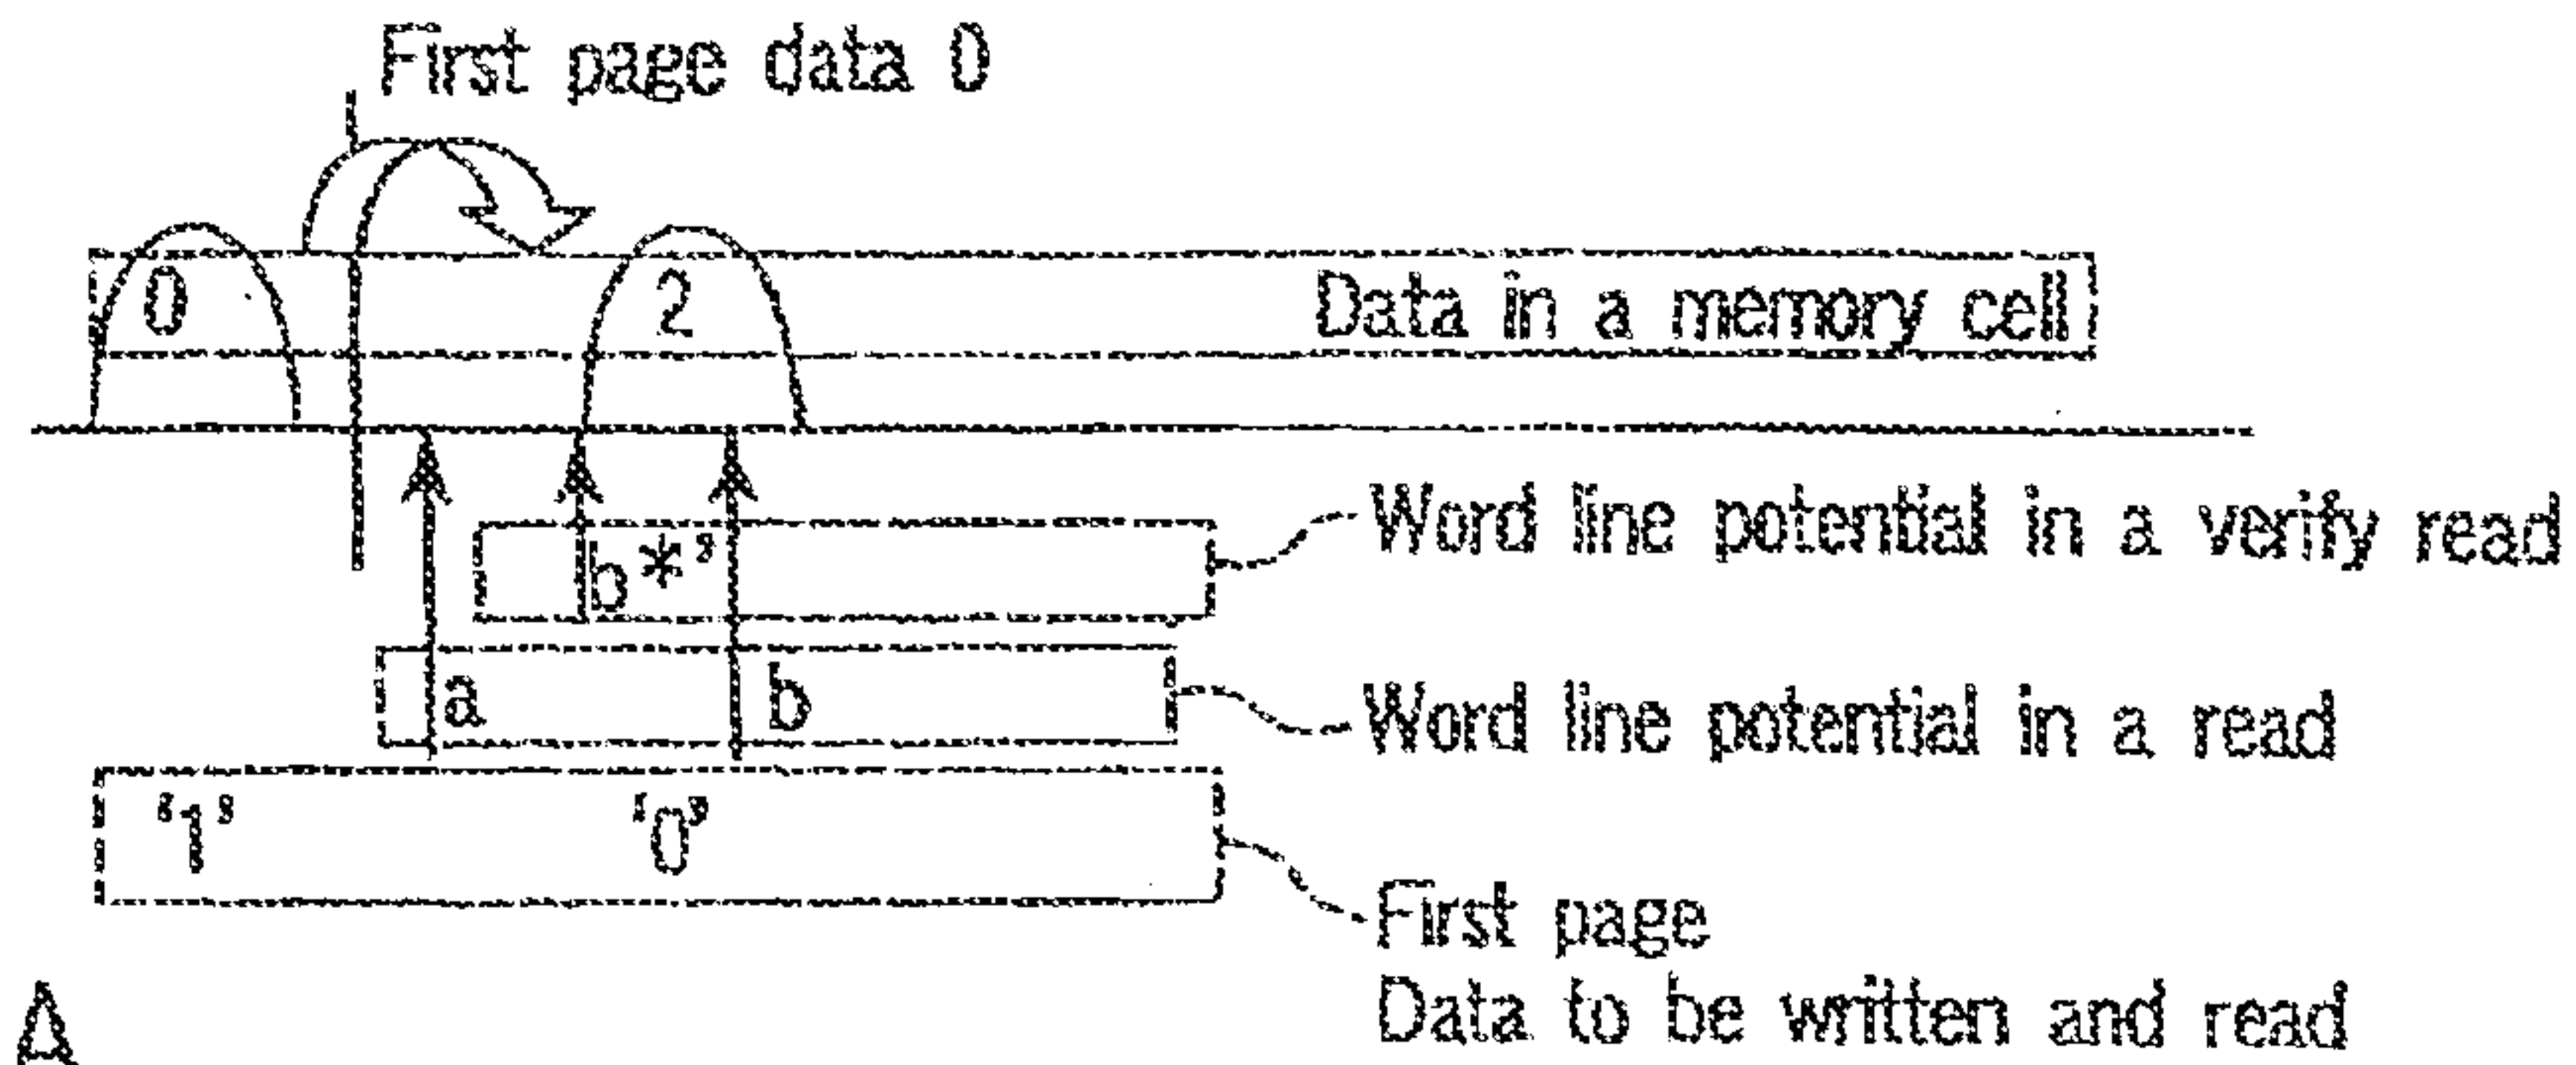 First page data 0
0 2 Data in a memory cell
b*' Word line potential in a verify read
a b Word line potential in a read
'1' '0'
First page
Data to be written and read
A